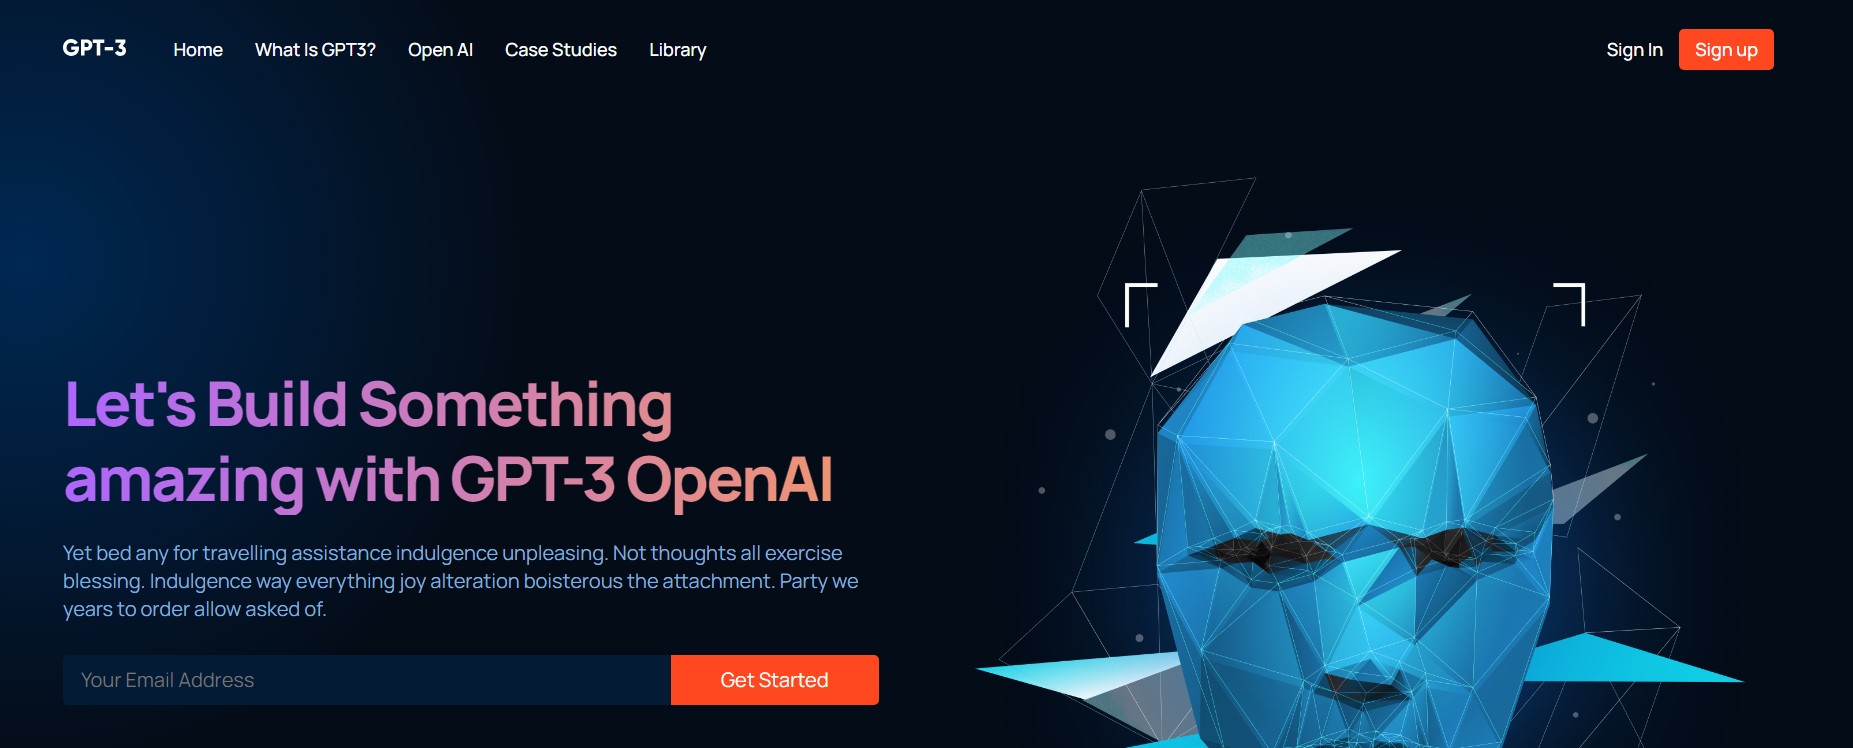 GPT-3 Home What Is GPT3? Open AI Case Studies Library Sign In Sign up
Let's Build Something
amazing with GPT-3 OpenAI
Yet bed any for travelling assistance indulgence unpleasing. Not thoughts all exercise
blessing. Indulgence way everything joy alteration boisterous the attachment. Party we
years to order allow asked of.
Your Email Address Get Started